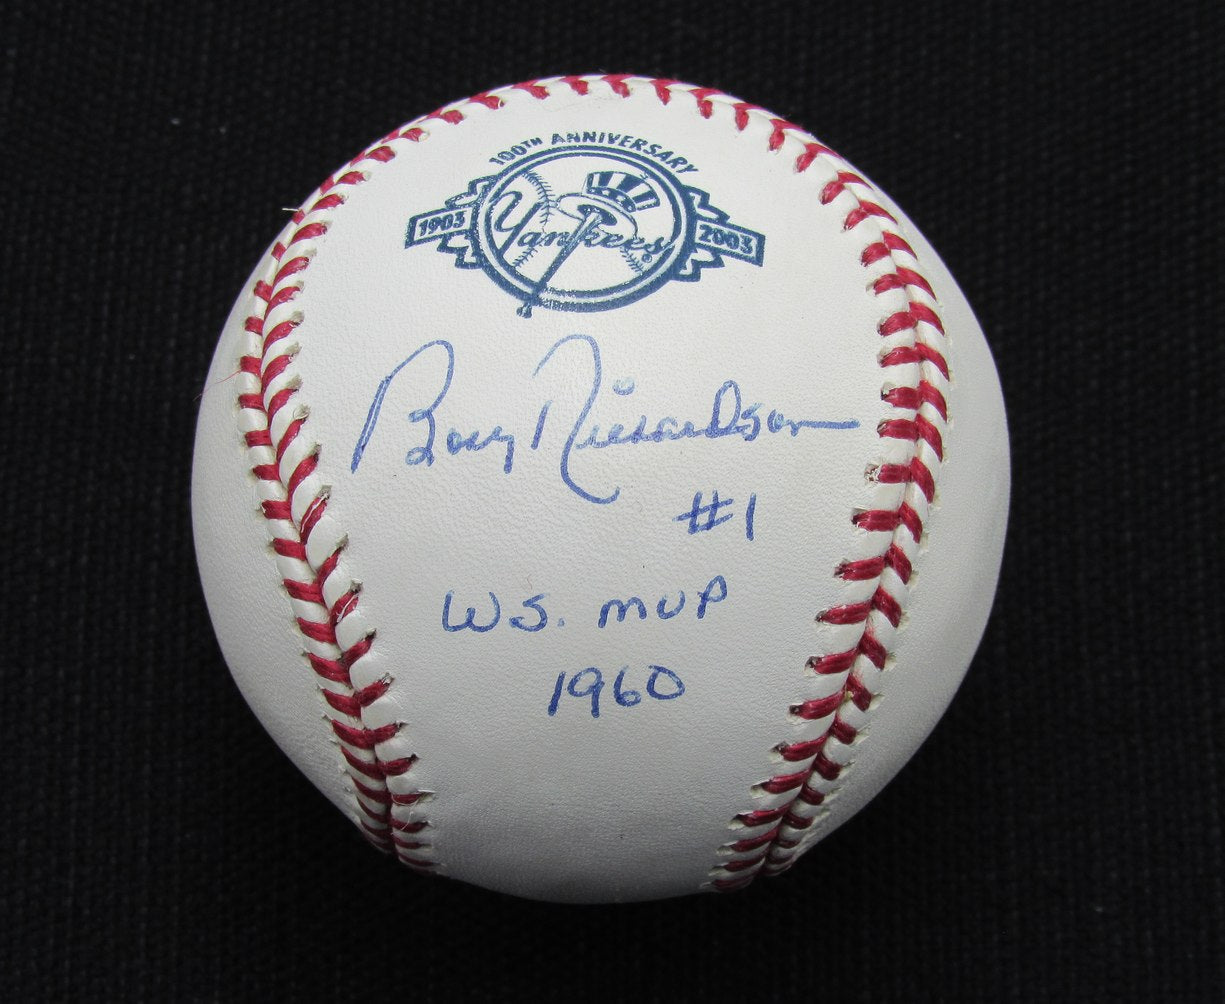 100TH ANNIVERSARY
1903 Yankees 2003
Bobby Richardson
#1
W.S. MVP
1960